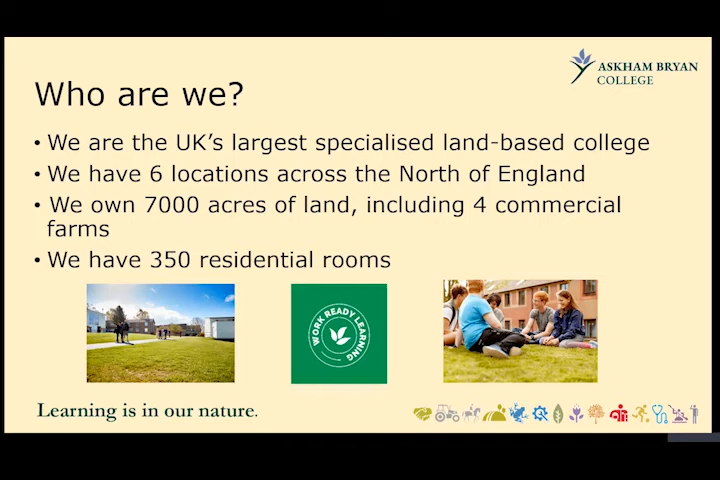 ASKHAM BRYAN
COLLEGE
Who are we?
• We are the UK's largest specialised land-based college
• We have 6 locations across the North of England
• We own 7000 acres of land, including 4 commercial
farms
• We have 350 residential rooms
WORK READY LEARNING
Learning is in our nature.